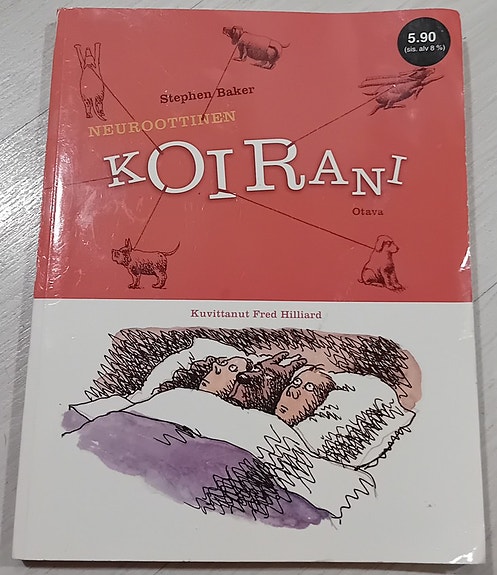 5.90
(sis. alv 8 %)
Stephen Baker
NEUROOTTINEN
KOIRANI
Otava
Kuvittanut Fred Hilliard